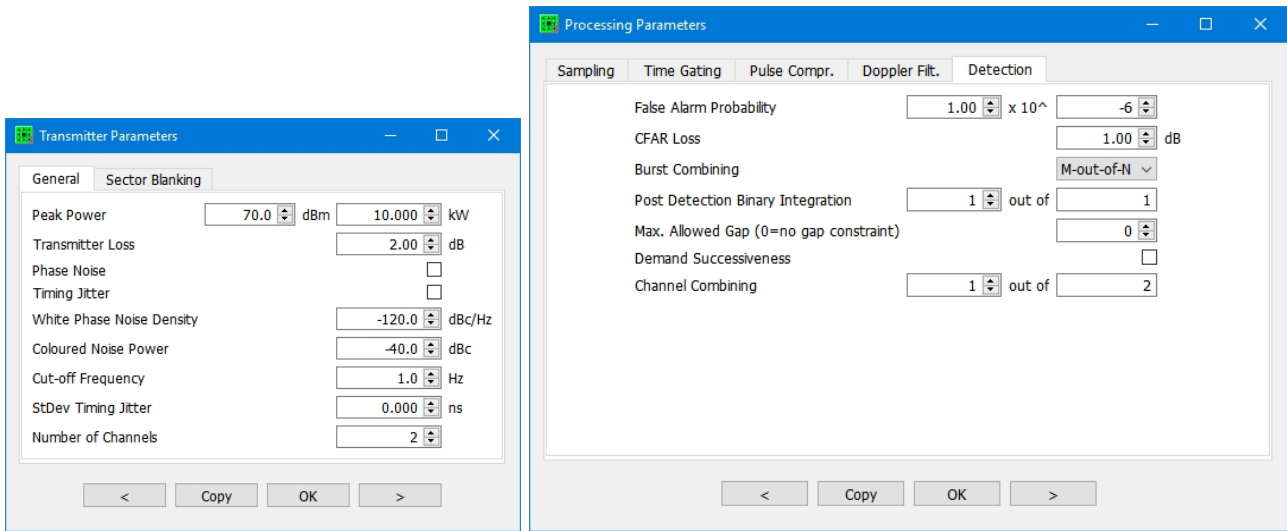 Transmitter Parameters
General Sector Blanking
Peak Power 70.0 dBm 10.000 kW
Transmitter Loss 2.00 dB
Phase Noise
Timing Jitter
White Phase Noise Density -120.0 dBc/Hz
Coloured Noise Power -40.0 dBc
Cut-off Frequency 1.0 Hz
StDev Timing Jitter 0.000 ns
Number of Channels 2
< Copy OK >
Processing Parameters
Sampling Time Gating Pulse Compr. Doppler Filt. Detection
False Alarm Probability 1.00 x 10^ -6
CFAR Loss 1.00 dB
Burst Combining M-out-of-N
Post Detection Binary Integration 1 out of 1
Max. Allowed Gap (0=no gap constraint) 0
Demand Successiveness
Channel Combining 1 out of 2
< Copy OK >